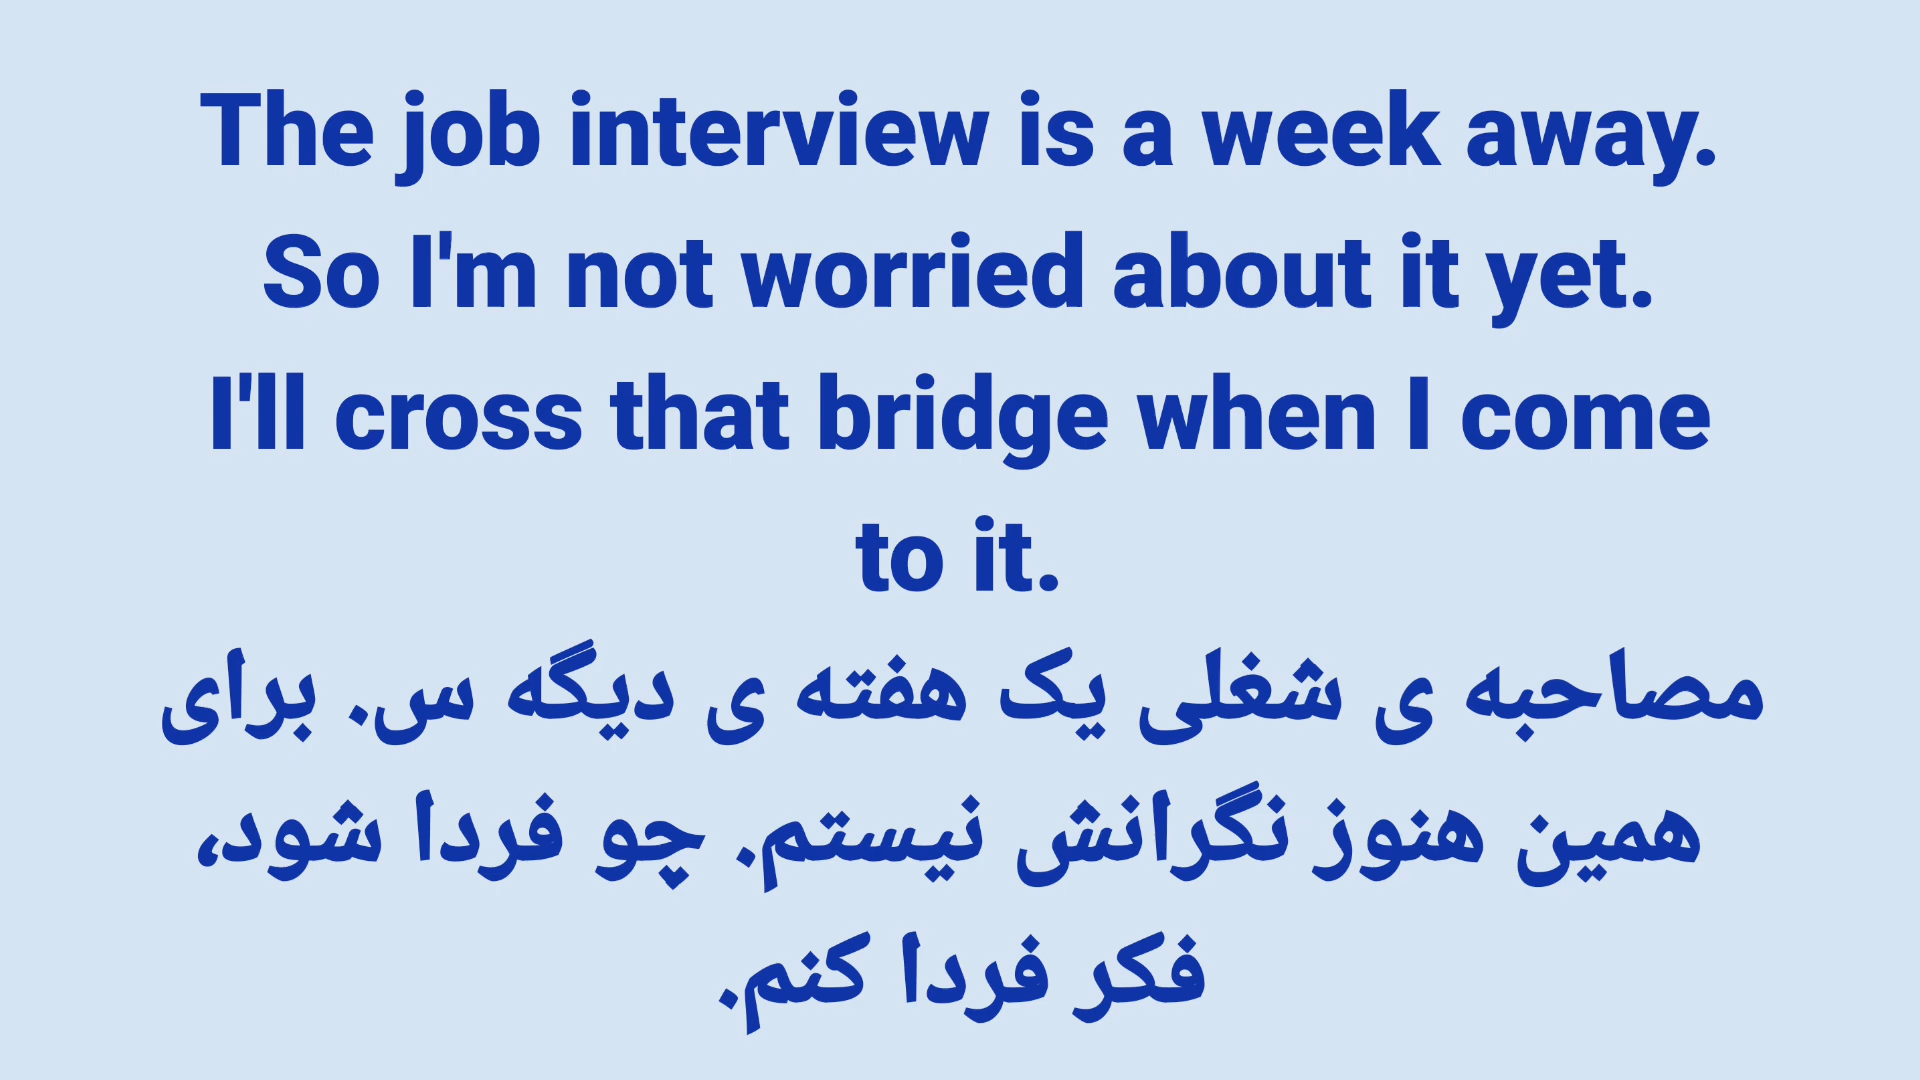 The job interview is a week away.
So I'm not worried about it yet.
I'll cross that bridge when I come
to it.
مصاحبه ی شغلی یک هفته ی دیگه س. برای
همین هنوز نگرانش نیستم. چو فردا شود،
فکر فردا کنم.